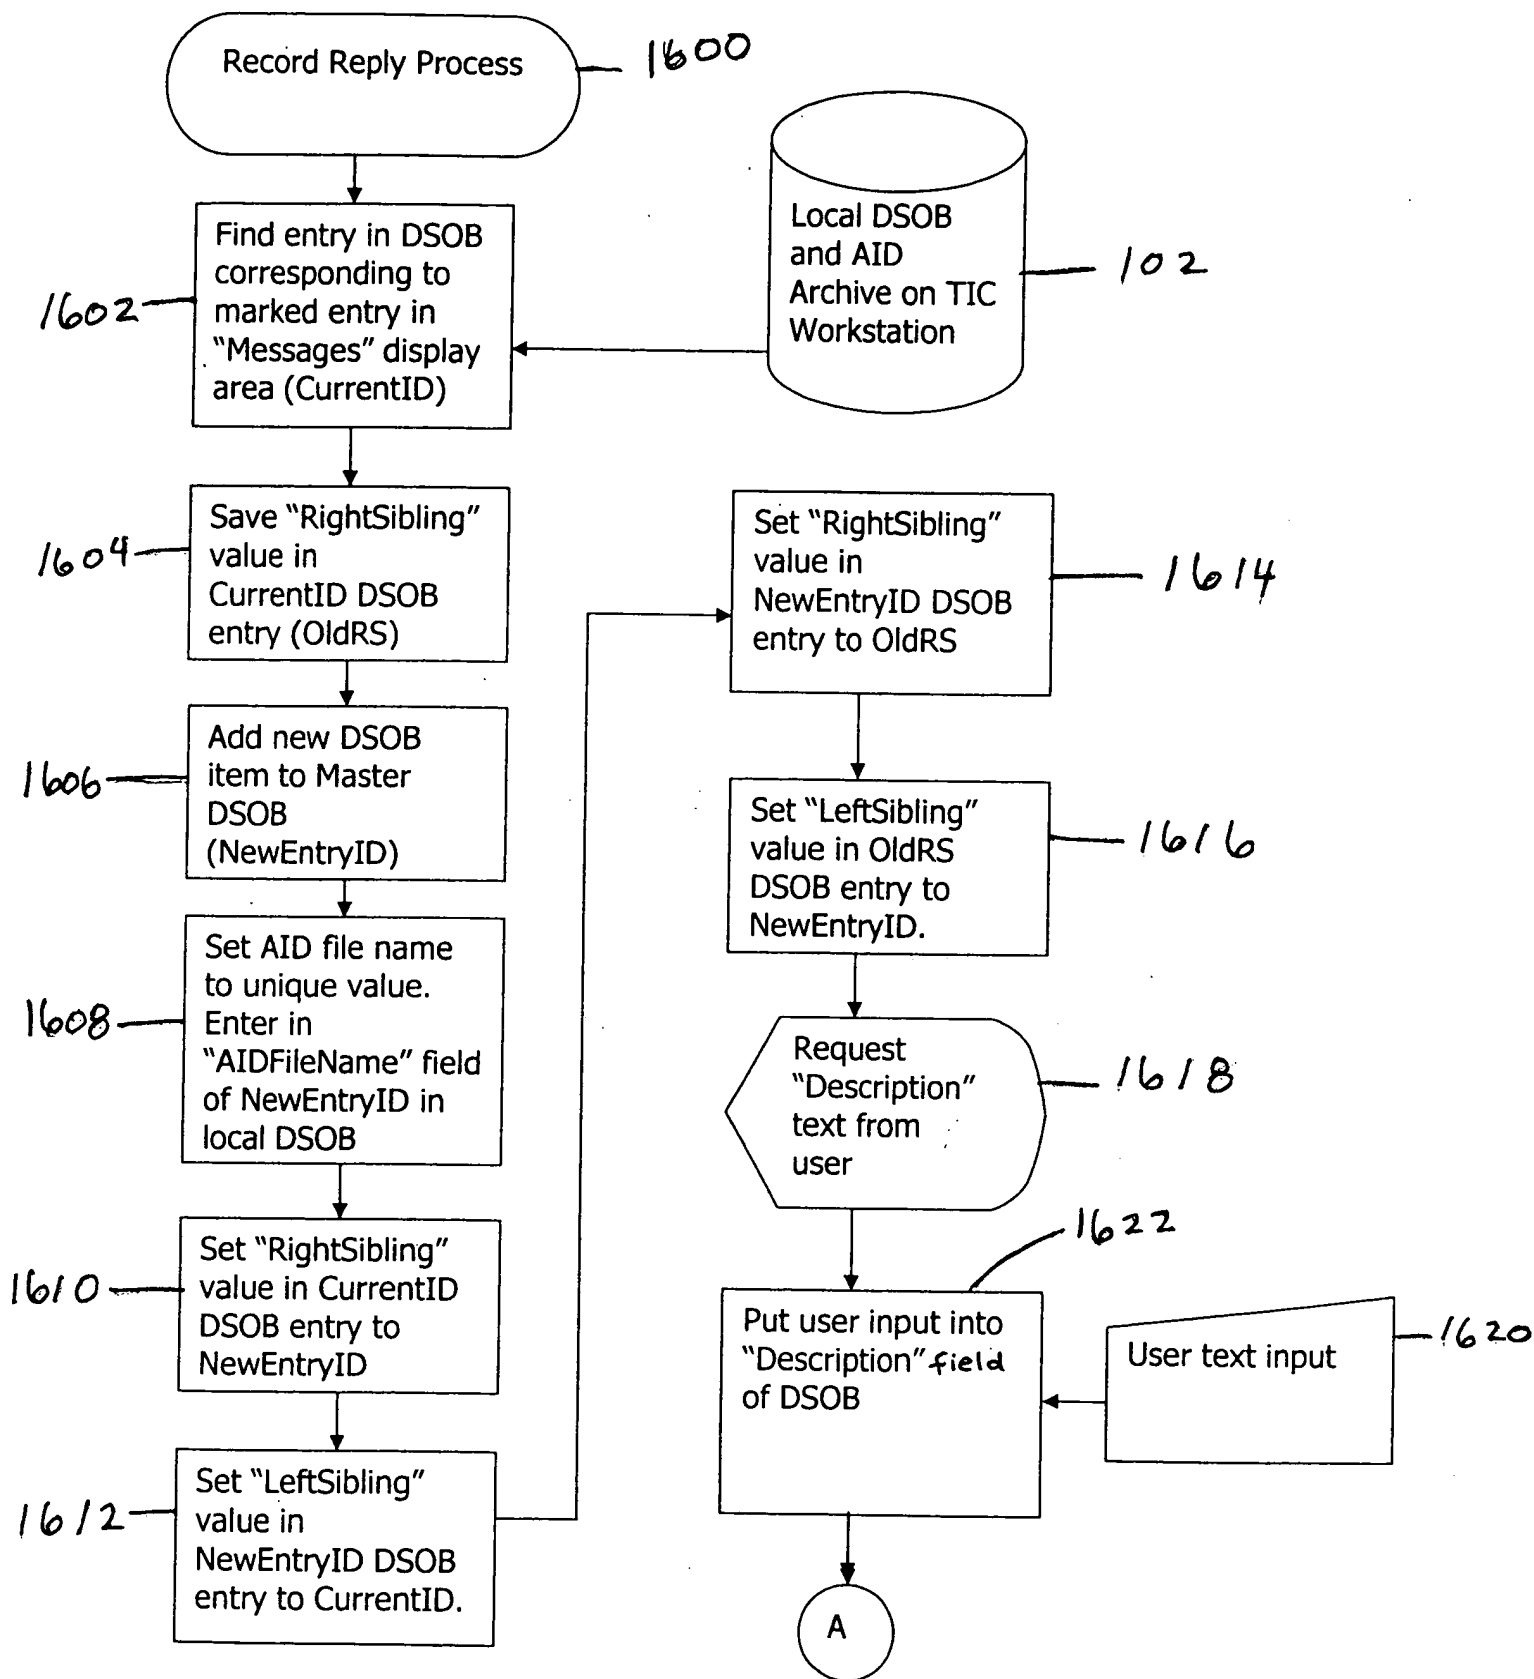 Record Reply Process
1600
Local DSOB
and AID
Archive on TIC
Workstation
102
Find entry in DSOB
corresponding to
marked entry in
“Messages” display
area (CurrentID)
1602
Save “RightSibling”
value in
CurrentID DSOB
entry (OldRS)
1604
Add new DSOB
item to Master
DSOB
(NewEntryID)
1606
Set AID file name
to unique value.
Enter in
“AIDFileName” field
of NewEntryID in
local DSOB
1608
Set “RightSibling”
value in CurrentID
DSOB entry to
NewEntryID
1610
Set “LeftSibling”
value in
NewEntryID DSOB
entry to CurrentID.
1612
Set “RightSibling”
value in
NewEntryID DSOB
entry to OldRS
1614
Set “LeftSibling”
value in OldRS
DSOB entry to
NewEntryID.
1616
Request
“Description”
text from
user
1618
1622
Put user input into
“Description” field
of DSOB
User text input
1620
A